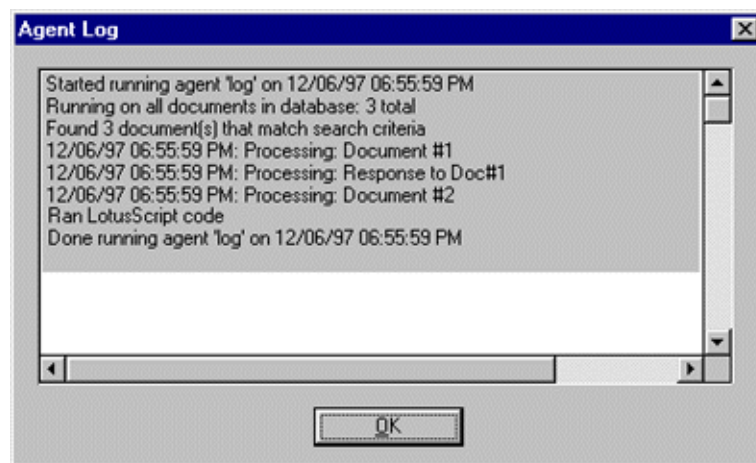 Agent Log
Started running agent 'log' on 12/06/97 06:55:59 PM
Running on all documents in database: 3 total
Found 3 document(s) that match search criteria
12/06/97 06:55:59 PM: Processing: Document #1
12/06/97 06:55:59 PM: Processing: Response to Doc#1
12/06/97 06:55:59 PM: Processing: Document #2
Ran LotusScript code
Done running agent 'log' on 12/06/97 06:55:59 PM
OK